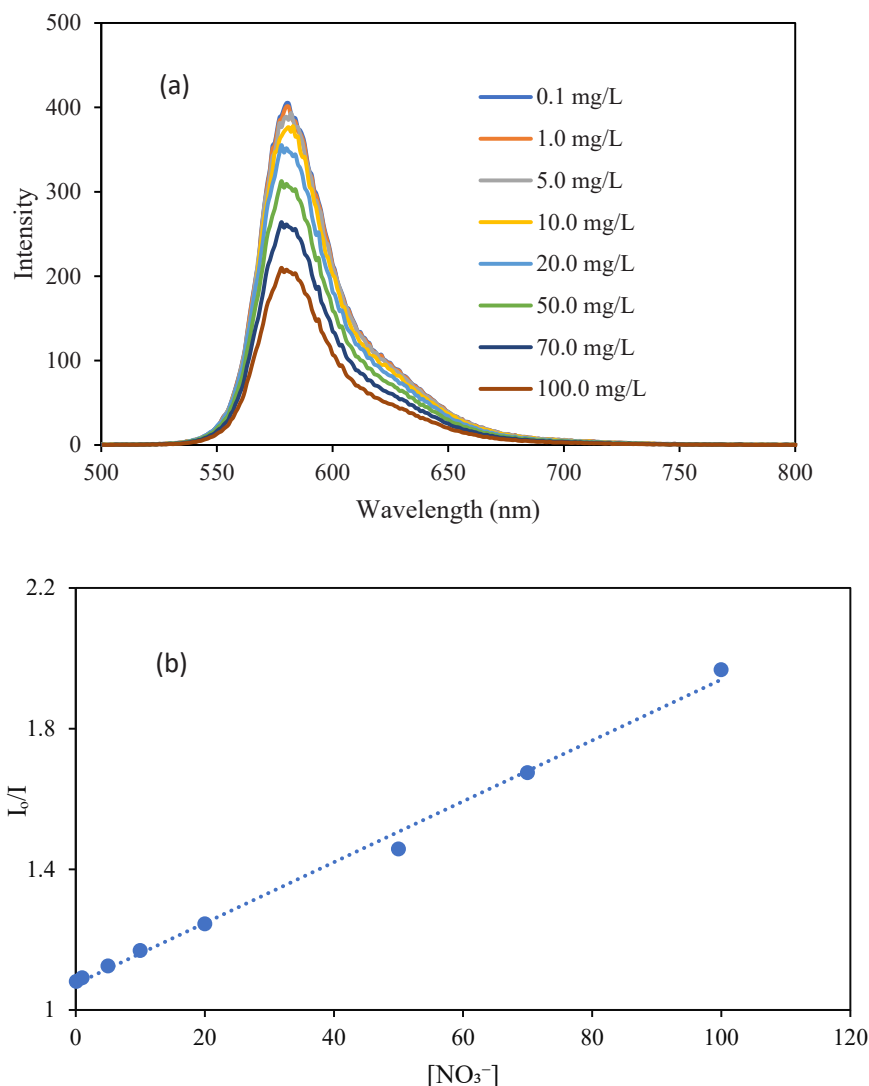 500
(a)
400
300
200
100
0
Intensity
0.1 mg/L
1.0 mg/L
5.0 mg/L
10.0 mg/L
20.0 mg/L
50.0 mg/L
70.0 mg/L
100.0 mg/L
500 550 600 650 700 750 800
Wavelength (nm)
2.2
(b)
1.8
1.4
1
Iₒ/I
0 20 40 60 80 100 120
[NO₃⁻]